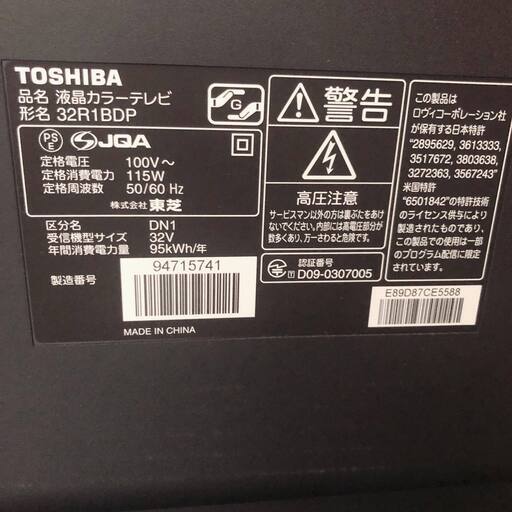 TOSHIBA
品名 液晶カラーテレビ
形名 32R1BDP
G
PS
E
JQA
定格電圧 100V～
定格消費電力 115W
定格周波数 50/60 Hz
株式会社 東芝
区分名 DN1
受信機型サイズ 32V
年間消費電力量 95kWh/年
製造番号
94715741
MADE IN CHINA
警告
高圧注意
サービスマン以外の方は裏ぶたをあけ
ないでください。内部には高電圧部分が
数多くあり、万一さわると危険です。
認証番号
T D09-0307005
この製品は
ロヴィコーポレーション社
が保有する日本特許
"2895629, 3613333,
3517672, 3803638,
3272363, 3567243"
米国特許
"6501842"の特許技術
のライセンス供与により
製造されています。
この製品での使用は一部
のプログラム配信に限定
されています。
E89D87CE5588